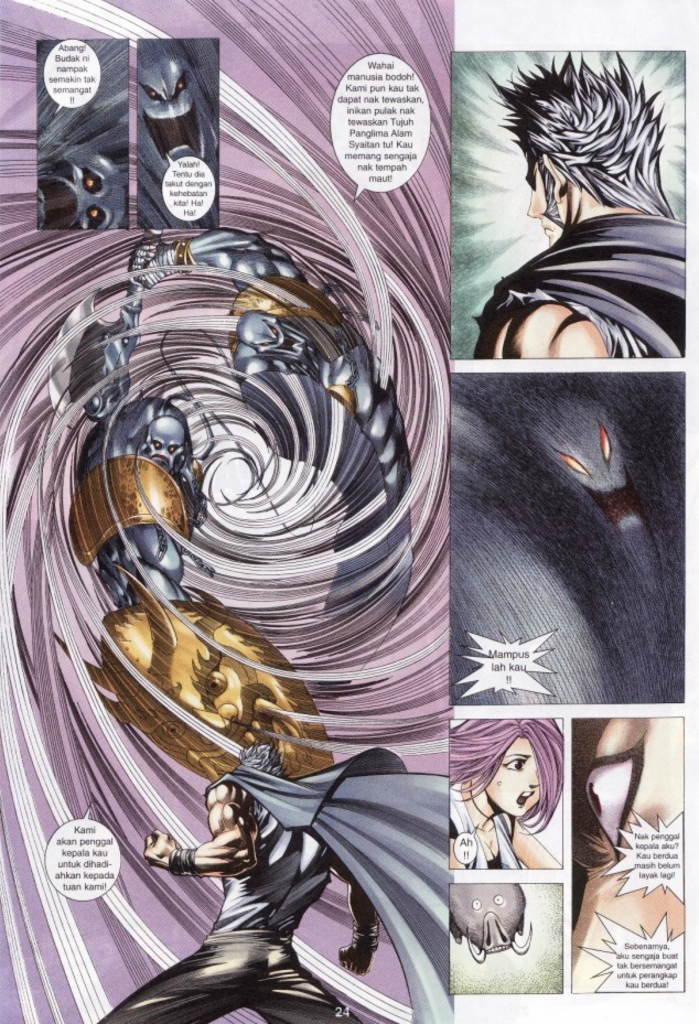 Abang!
Budak ni
nampak
semakin tak
semangat
!!
Yalah!
Tentu dia
takut dengan
kehebatan
kita! Ha!
Ha!
Wahai
manusia bodoh!
Kami pun kau tak
dapat nak tewaskan,
inikan pulak nak
tewaskan Tujuh
Panglima Alam
Syaitan tu! Kau
memang sengaja
nak tempah
maut!
Kami
akan penggal
kepala kau
untuk dihadi-
ahkan kepada
tuan kami!
Mampus
lah kau
!!
Ah
!!
Nak penggal
kepala aku?
Kau berdua
masih belum
layak lagi!
Sebenarnya,
aku sengaja buat
tak bersemangat
untuk perangkap
kau berdua!
24